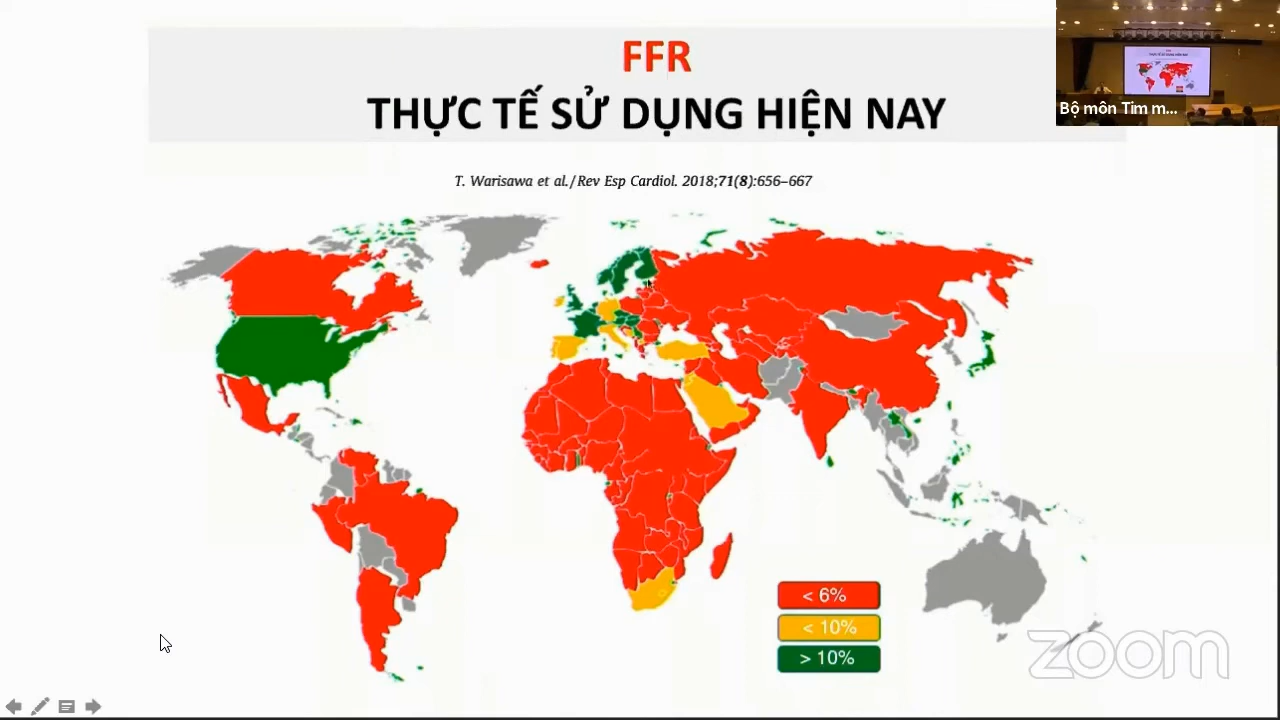 FFR
THỰC TẾ SỬ DỤNG HIỆN NAY
Bộ môn Tim m...
T. Warisawa et al./Rev Esp Cardiol. 2018;71(8):656–667
< 6%
< 10%
> 10%
zoom